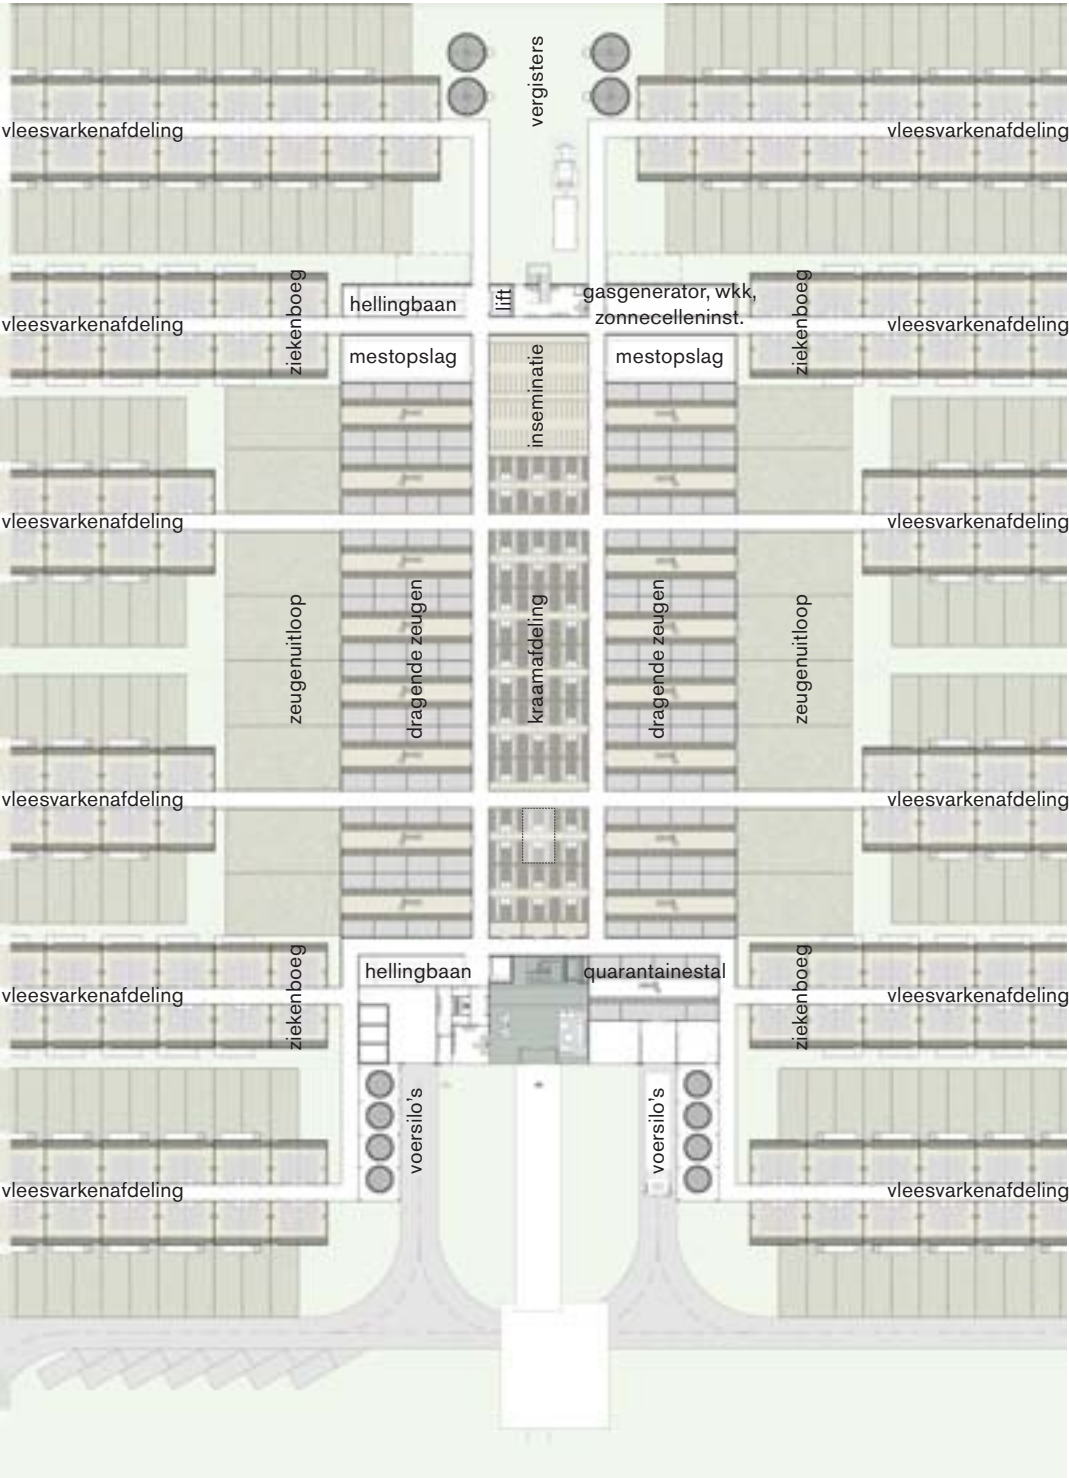 vergisters
vleesvarkenafdeling
vleesvarkenafdeling
ziekenboeg
hellingbaan
lift
gasgenerator, wkk,
zonnecelleninst.
ziekenboeg
vleesvarkenafdeling
vleesvarkenafdeling
mestopslag
inseminatie
mestopslag
vleesvarkenafdeling
vleesvarkenafdeling
zeugenuitloop
dragende zeugen
kraamafdeling
dragende zeugen
zeugenuitloop
vleesvarkenafdeling
vleesvarkenafdeling
ziekenboeg
hellingbaan
quarantainestal
ziekenboeg
vleesvarkenafdeling
vleesvarkenafdeling
voersilo's
voersilo's
vleesvarkenafdeling
vleesvarkenafdeling